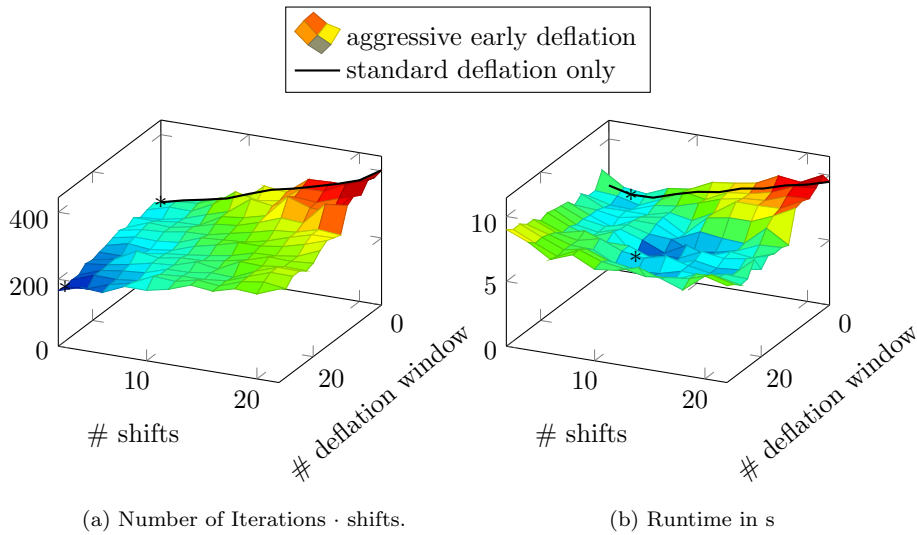 aggressive early deflation
standard deflation only
400
200
0
10
20
20
0
# shifts
# deflation window
(a) Number of Iterations · shifts.
10
5
0
10
20
20
0
# shifts
# deflation window
(b) Runtime in s